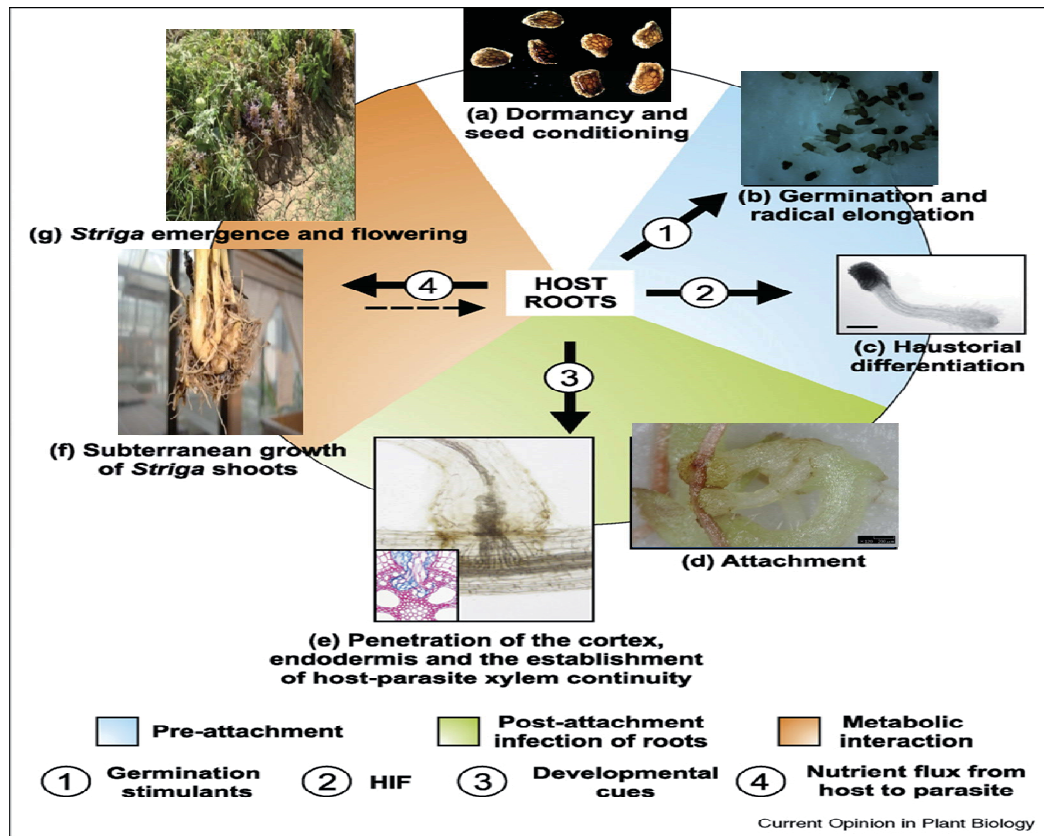 (a) Dormancy and
seed conditioning
(b) Germination and
radical elongation
1
(g) Striga emergence and flowering
4
HOST
ROOTS
2
(c) Haustorial
differentiation
3
(f) Subterranean growth
of Striga shoots
(d) Attachment
(e) Penetration of the cortex,
endodermis and the establishment
of host-parasite xylem continuity
Pre-attachment
Post-attachment
infection of roots
Metabolic
interaction
1 Germination
stimulants
2 HIF
3 Developmental
cues
4 Nutrient flux from
host to parasite
Current Opinion in Plant Biology